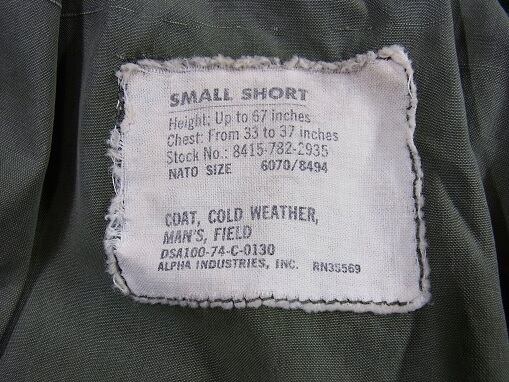 SMALL SHORT
Height: Up to 67 inches
Chest: From 33 to 37 inches
Stock No.: 8415-782-2935
NATO SIZE 6070/8494
COAT, COLD WEATHER,
MAN'S, FIELD
DSA100-74-C-0130
ALPHA INDUSTRIES, INC. RN35569